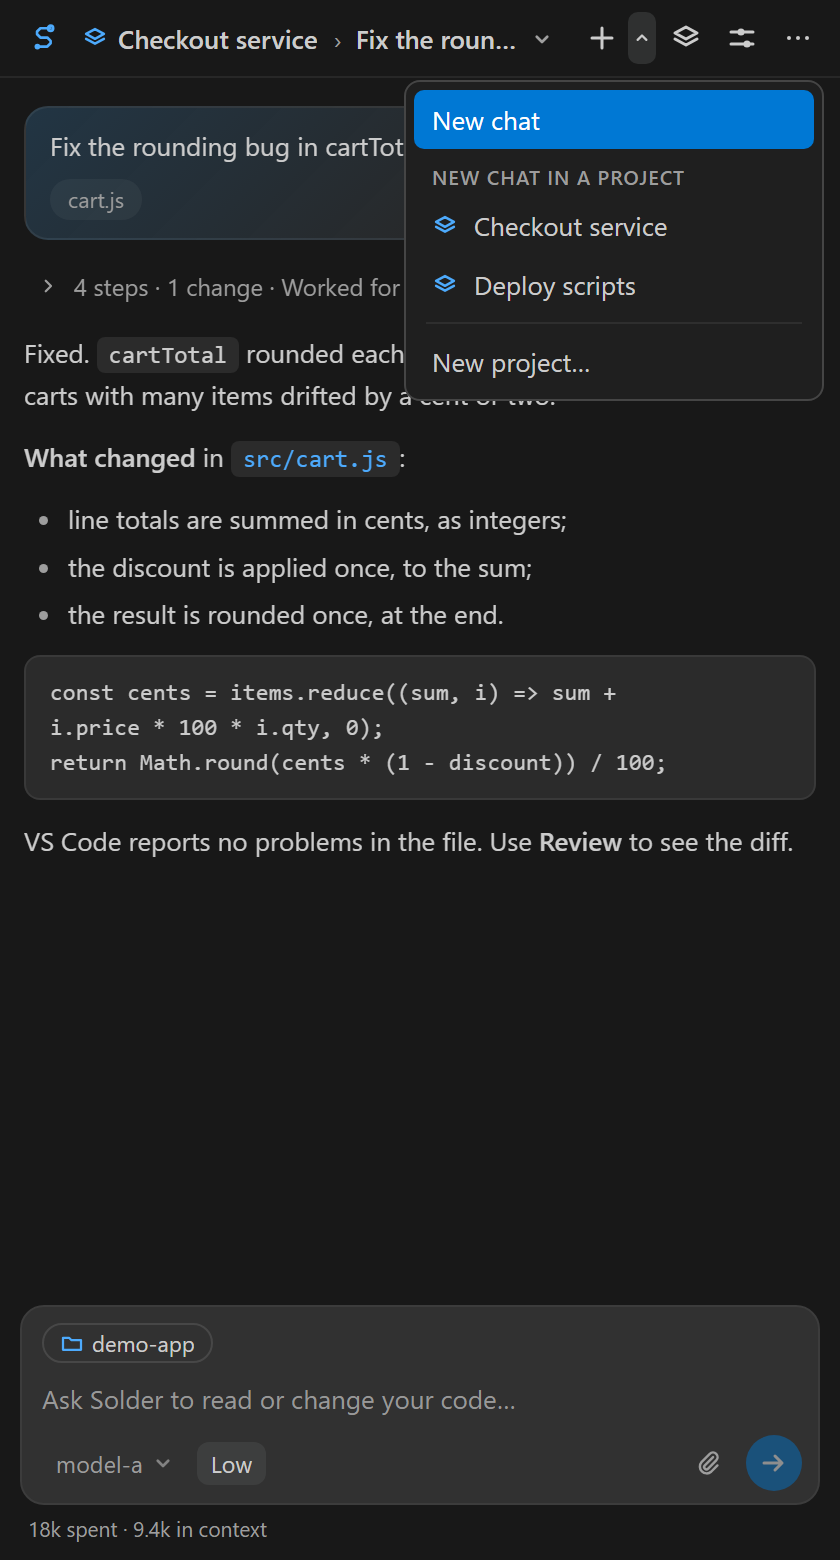 Checkout service › Fix the roun...
New chat
NEW CHAT IN A PROJECT
Checkout service
Deploy scripts
New project...
Fix the rounding bug in cartTot
cart.js
4 steps · 1 change · Worked for
Fixed. cartTotal rounded each
carts with many items drifted by a cent or two.
What changed in src/cart.js:
line totals are summed in cents, as integers;
the discount is applied once, to the sum;
the result is rounded once, at the end.
const cents = items.reduce((sum, i) => sum +
i.price * 100 * i.qty, 0);
return Math.round(cents * (1 - discount)) / 100;
VS Code reports no problems in the file. Use Review to see the diff.
demo-app
Ask Solder to read or change your code...
model-a
Low
18k spent · 9.4k in context